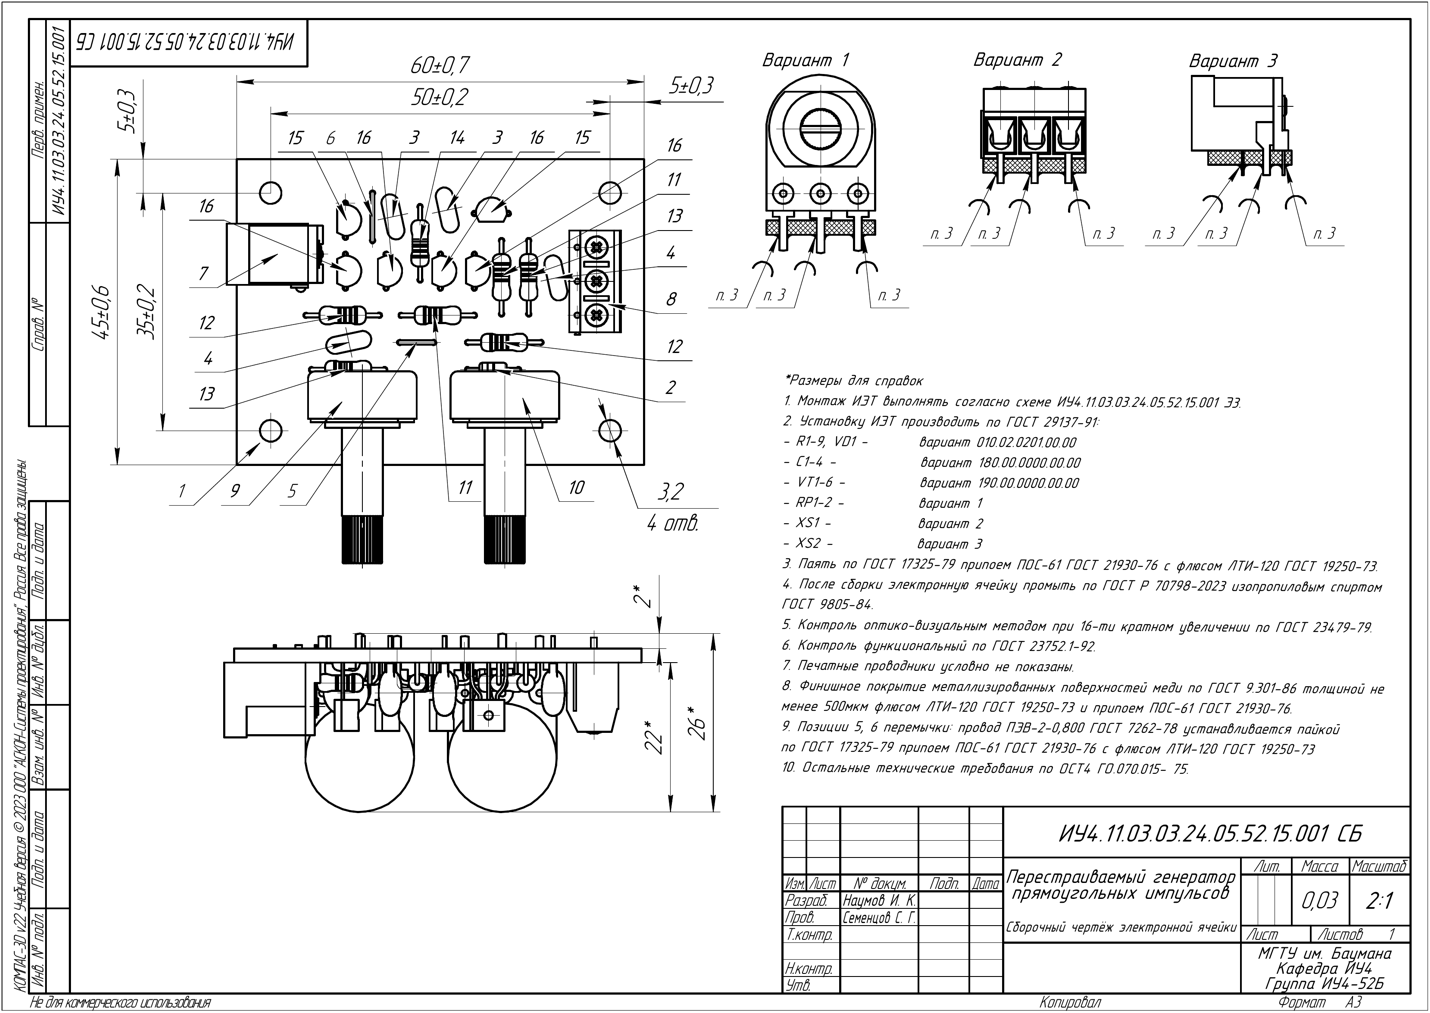 ИУ4.11.03.03.24.05.52.15.001 СБ
Перв. примен.
ИУ4.11.03.03.24.05.52.15.001
Справ. №
Подп. и дата
Инв. № дубл.
Взам. инв. №
Подп. и дата
Инв. № подл.
КОМПАС-3D v22 Учебная версия © 2023 ООО "АСКОН-Системы проектирования", Россия. Все права защищены
Не для коммерческого использования
60±0,7
50±0,2
5±0,3
5±0,3
45±0,6
35±0,2
15 6 16 3 14 3 16 15
16
11
13
4
8
12
2
16
7
12
4
13
1 9 5 11 10
3,2
4 отв.
2*
22*
26*
Вариант 1
п. 3 п. 3 п. 3
Вариант 2
п. 3 п. 3 п. 3
Вариант 3
п. 3 п. 3 п. 3
*Размеры для справок
1. Монтаж ИЭТ выполнять согласно схеме ИУ4.11.03.03.24.05.52.15.001 ЭЗ.
2. Установку ИЭТ производить по ГОСТ 29137-91:
- R1-9, VD1 - вариант 010.02.0201.00.00
- C1-4 - вариант 180.00.0000.00.00
- VT1-6 - вариант 190.00.0000.00.00
- RP1-2 - вариант 1
- XS1 - вариант 2
- XS2 - вариант 3
3. Паять по ГОСТ 17325-79 припоем ПОС-61 ГОСТ 21930-76 с флюсом ЛТИ-120 ГОСТ 19250-73.
4. После сборки электронную ячейку промыть по ГОСТ Р 70798-2023 изопропиловым спиртом
ГОСТ 9805-84.
5. Контроль оптико-визуальным методом при 16-ти кратном увеличении по ГОСТ 23479-79.
6. Контроль функциональный по ГОСТ 23752.1-92.
7. Печатные проводники условно не показаны.
8. Финишное покрытие металлизированных поверхностей меди по ГОСТ 9.301-86 толщиной не
менее 500мкм флюсом ЛТИ-120 ГОСТ 19250-73 и припоем ПОС-61 ГОСТ 21930-76.
9. Позиции 5, 6 перемычки: провод ПЭВ-2-0,800 ГОСТ 7262-78 устанавливается пайкой
по ГОСТ 17325-79 припоем ПОС-61 ГОСТ 21930-76 с флюсом ЛТИ-120 ГОСТ 19250-73
10. Остальные технические требования по ОСТ4 ГО.070.015- 75.
ИУ4.11.03.03.24.05.52.15.001 СБ
Изм. Лист № докум. Подп. Дата
Разраб. Наумов И. К.
Пров. Семенцов С. Г.
Т.контр.
Н.контр.
Утв.
Перестраиваемый генератор
прямоугольных импульсов
Сборочный чертёж электронной ячейки
Лит. Масса Масштаб
0,03 2:1
Лист Листов 1
МГТУ им. Баумана
Кафедра ИУ4
Группа ИУ4-52Б
Копировал Формат А3